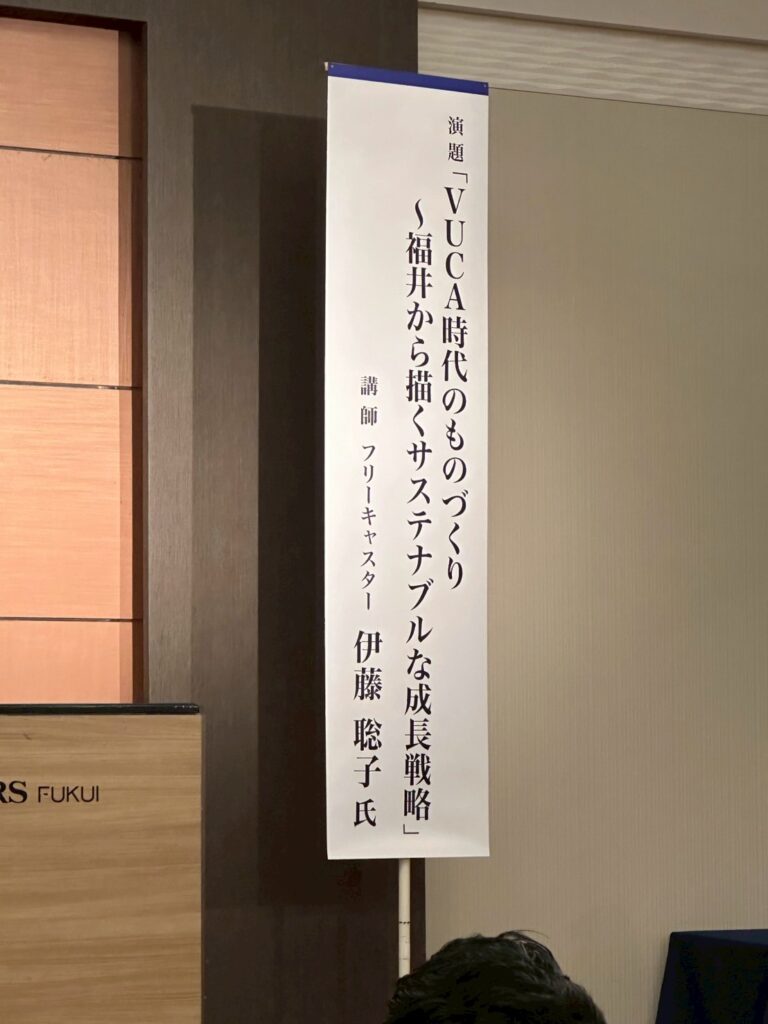 演題「VUCA時代のものづくり
～福井から描くサステナブルな成長戦略」
講師 フリーキャスター 伊藤 聡子 氏
RS FUKUI